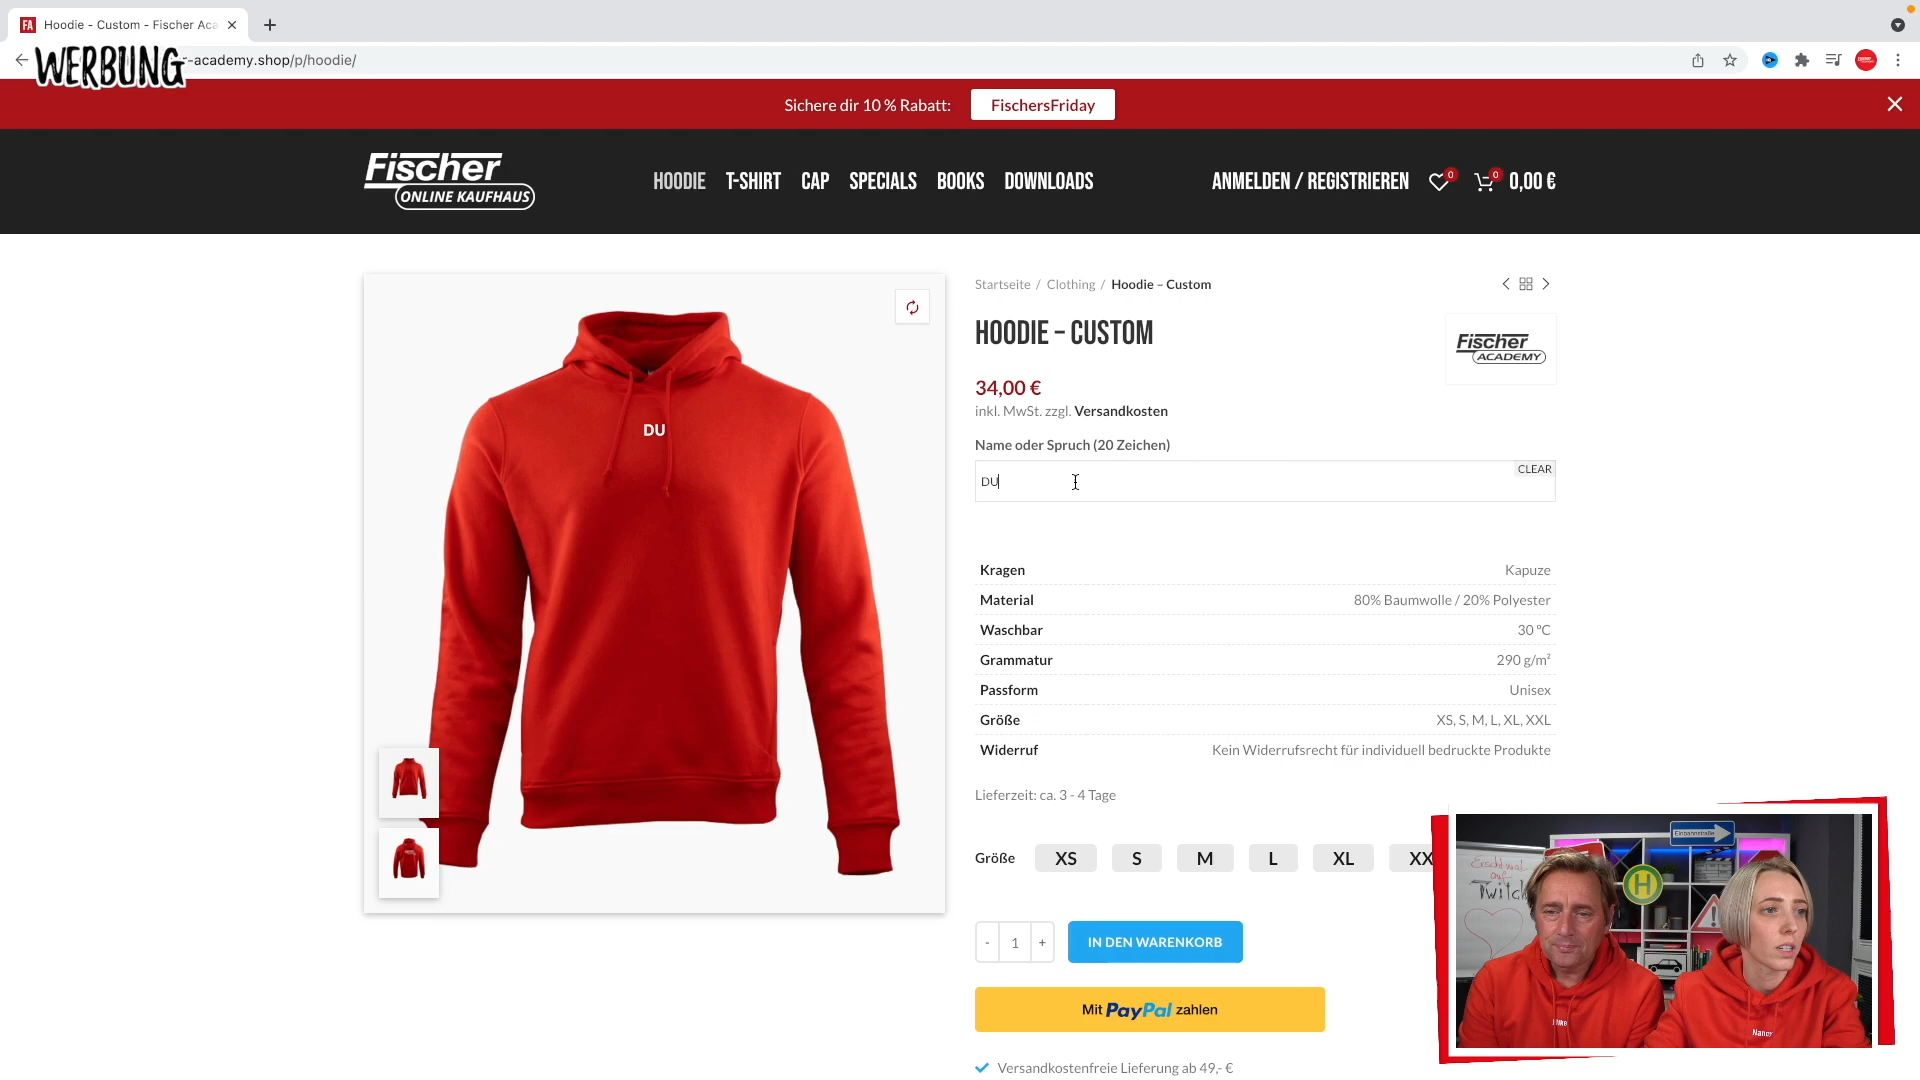 Hoodie - Custom - Fischer Aca
WERBUNG
-academy.shop/p/hoodie/
Sichere dir 10 % Rabatt: FischersFriday
Fischer
ONLINE KAUFHAUS
HOODIE T-SHIRT CAP SPECIALS BOOKS DOWNLOADS
ANMELDEN / REGISTRIEREN 0 0 0,00 €
Startseite / Clothing / Hoodie – Custom
HOODIE – CUSTOM
Fischer
ACADEMY
34,00 €
inkl. MwSt. zzgl. Versandkosten
Name oder Spruch (20 Zeichen)
DU
CLEAR
DU
Kragen Kapuze
Material 80% Baumwolle / 20% Polyester
Waschbar 30 °C
Grammatur 290 g/m²
Passform Unisex
Größe XS, S, M, L, XL, XXL
Widerruf Kein Widerrufsrecht für individuell bedruckte Produkte
Lieferzeit: ca. 3 - 4 Tage
Größe XS S M L XL XX
- 1 + IN DEN WARENKORB
Mit PayPal zahlen
Versandkostenfreie Lieferung ab 49,- €
Einbahnstraße
auf
Twitch
H
Nancy